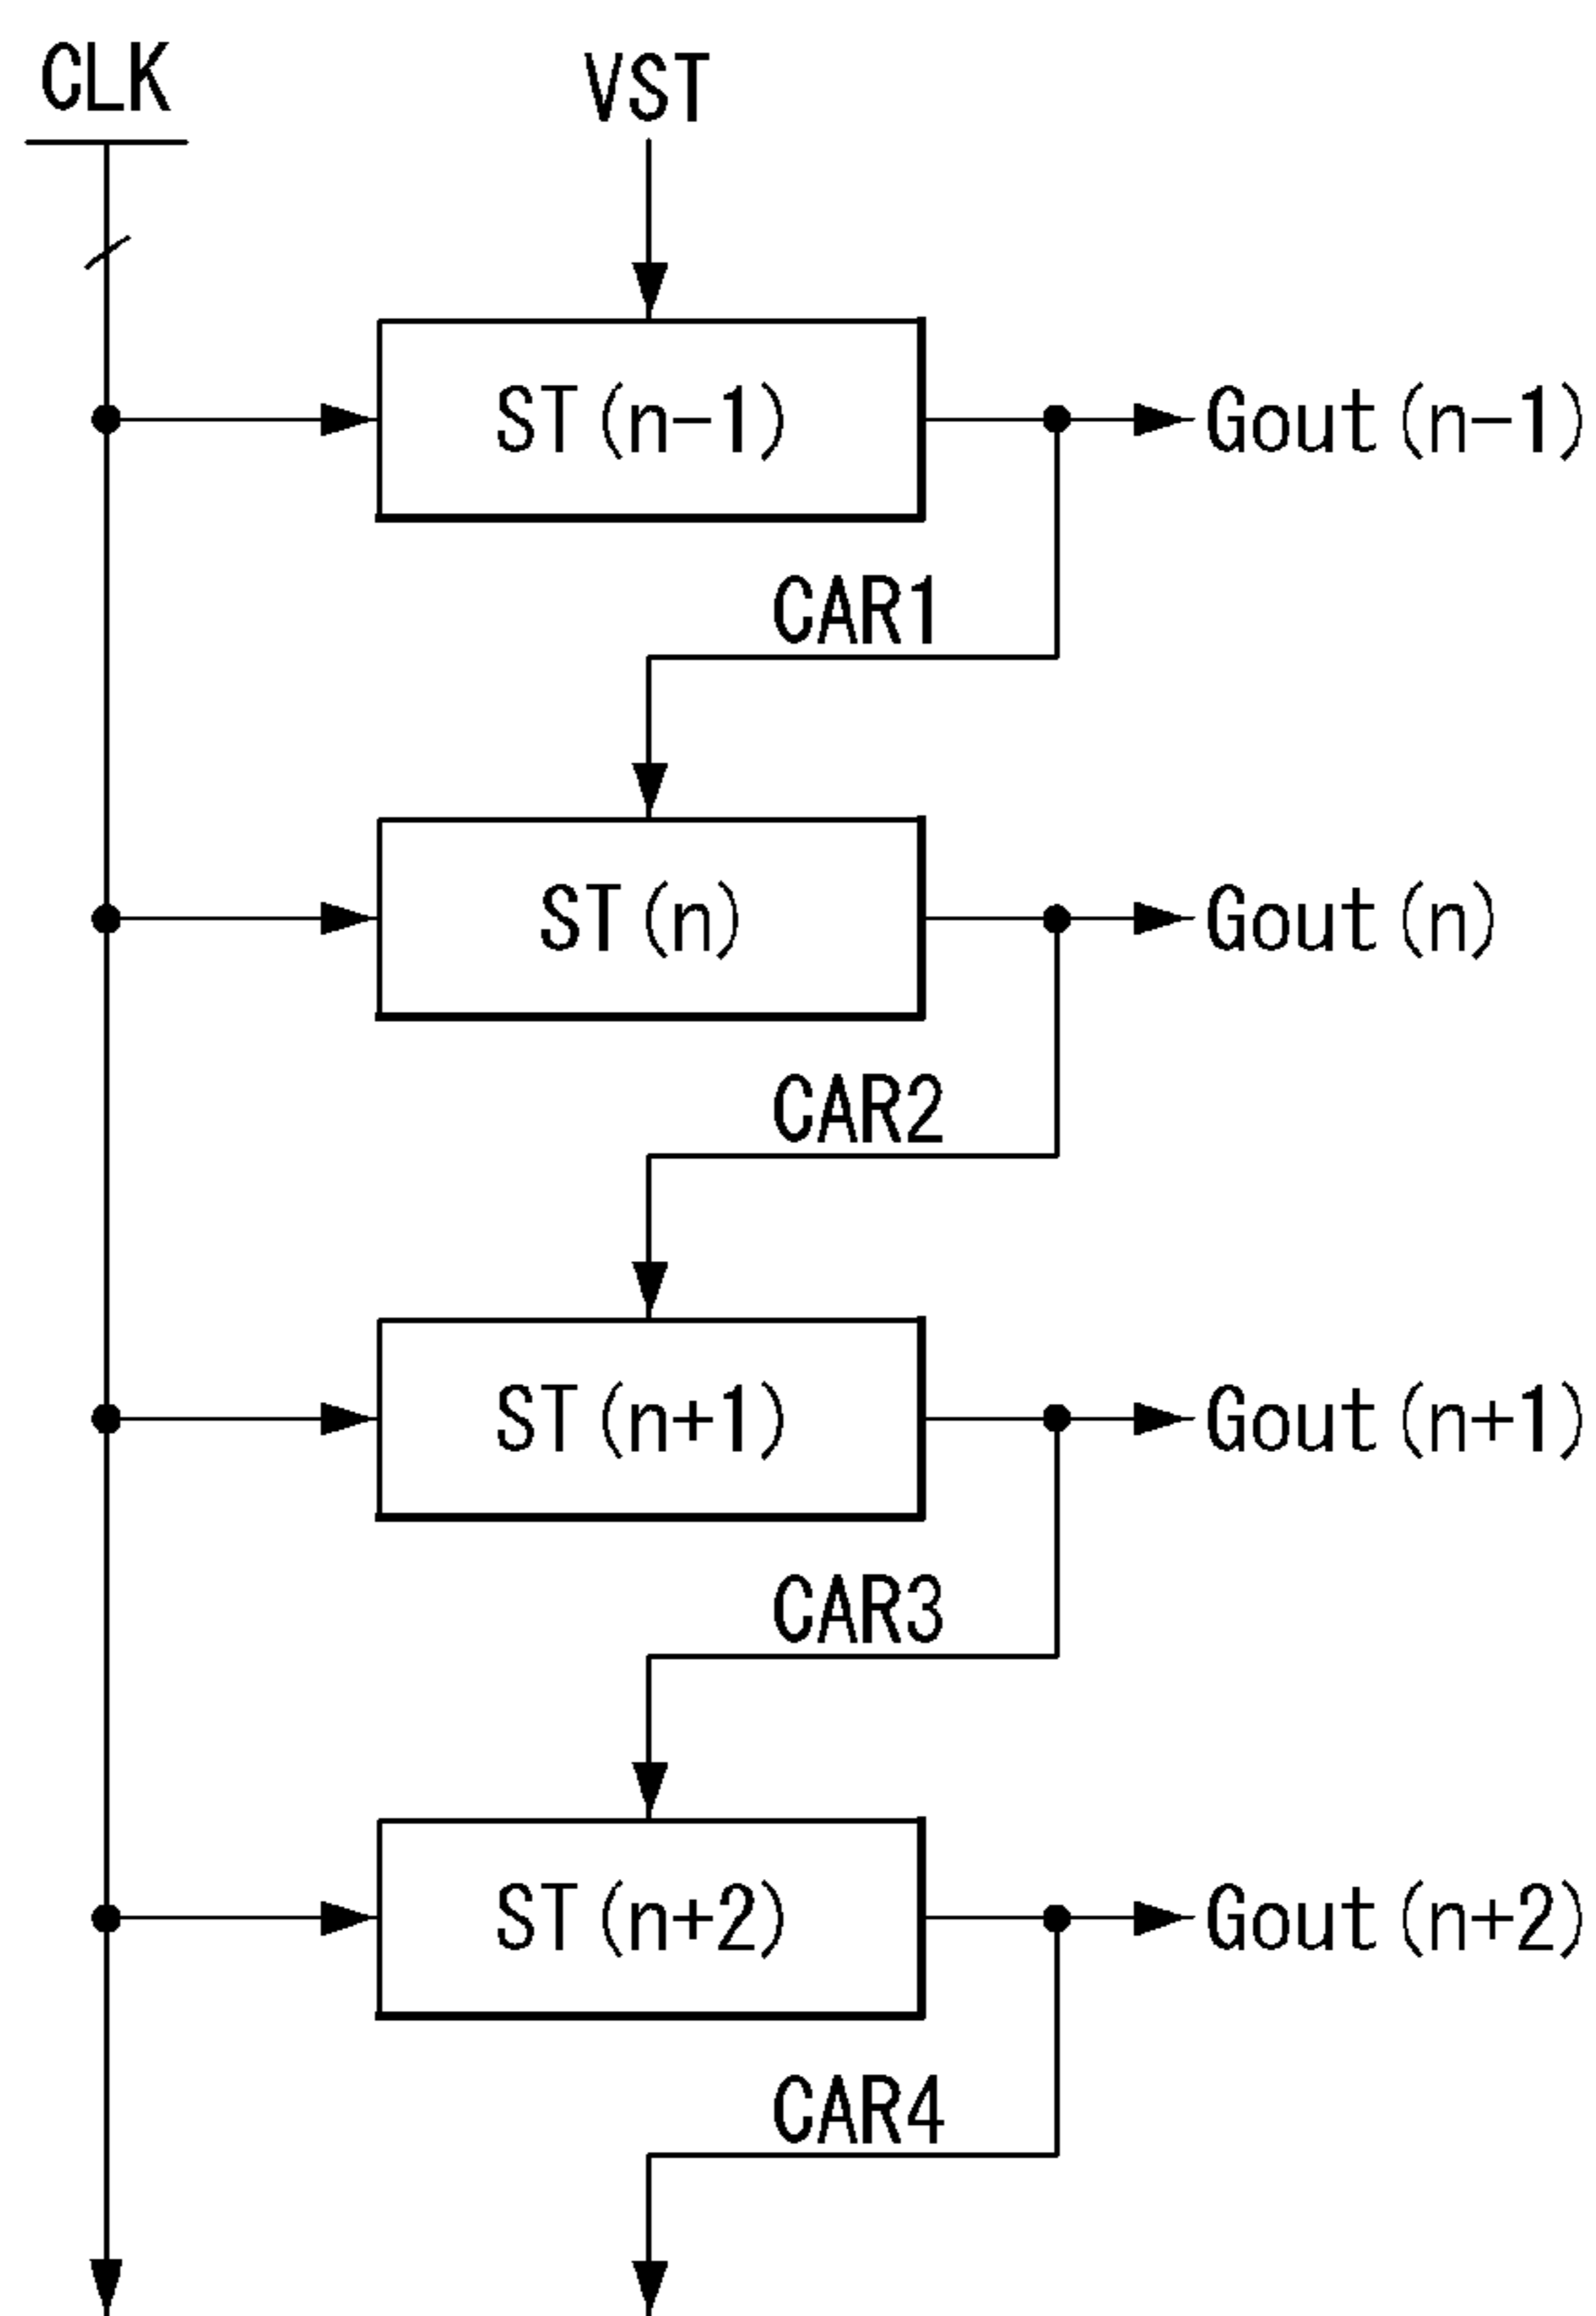 CLK
VST
ST(n-1)
Gout(n-1)
CAR1
ST(n)
Gout(n)
CAR2
ST(n+1)
Gout(n+1)
CAR3
ST(n+2)
Gout(n+2)
CAR4